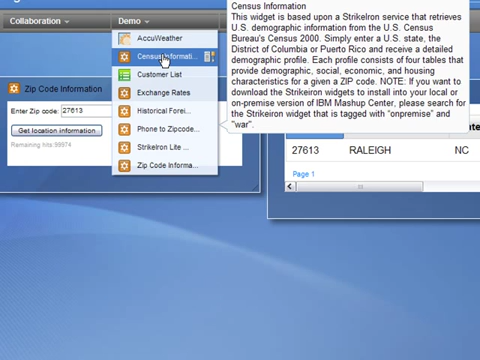 Collaboration
Demo
AccuWeather
Census Informati...
Customer List
Exchange Rates
Historical Forei...
Phone to Zipcode...
StrikeIron Lite ...
Zip Code Informa...
Census Information
This widget is based upon a StrikeIron service that retrieves
U.S. demographic information from the U.S. Census
Bureau's Census 2000. Simply enter a U.S. state, the
District of Columbia or Puerto Rico and receive a detailed
demographic profile. Each profile consists of four tables that
provide demographic, social, economic, and housing
characteristics for a given a ZIP code. NOTE: If you want to
download the Strikeiron widgets to install into your local or
on-premise version of IBM Mashup Center, please search for
the Strikeiron widget that is tagged with "onpremise" and
"war".
Zip Code Information
Enter Zip code: 27613
Get location information
Remaining hits: 99974
27613 RALEIGH NC
Page 1